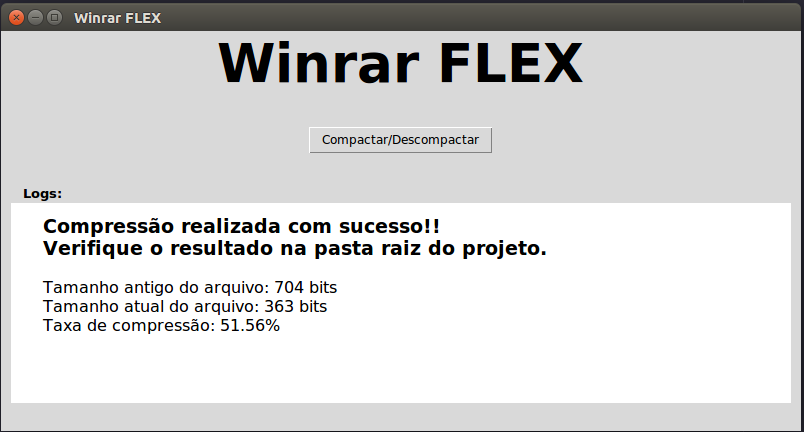 Winrar FLEX
Winrar FLEX
Compactar/Descompactar
Logs:
Compressão realizada com sucesso!!
Verifique o resultado na pasta raiz do projeto.
Tamanho antigo do arquivo: 704 bits
Tamanho atual do arquivo: 363 bits
Taxa de compressão: 51.56%